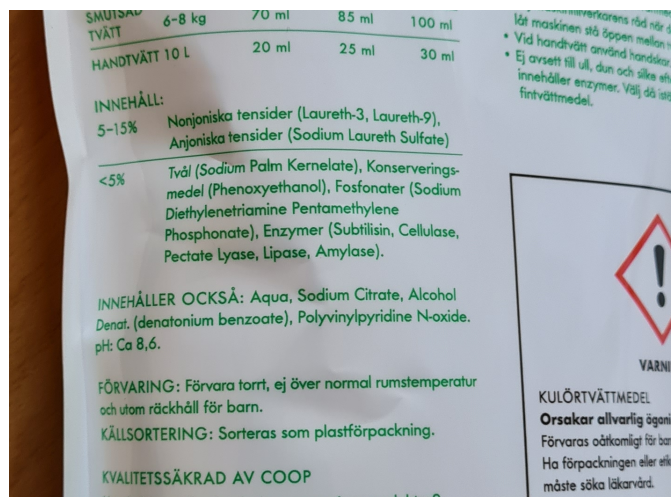 SMUTSAD
TVÄTT 6-8 kg 70 ml 85 ml 100 ml
HANDTVÄTT 10 L 20 ml 25 ml 30 ml
INNEHÅLL:
5-15% Nonjoniska tensider (Laureth-3, Laureth-9),
Anjoniska tensider (Sodium Laureth Sulfate)
<5% Tvål (Sodium Palm Kernelate), Konserverings-
medel (Phenoxyethanol), Fosfonater (Sodium
Diethylenetriamine Pentamethylene
Phosphonate), Enzymer (Subtilisin, Cellulase,
Pectate Lyase, Lipase, Amylase).
INNEHÅLLER OCKSÅ: Aqua, Sodium Citrate, Alcohol
Denat. (denatonium benzoate), Polyvinylpyridine N-oxide.
pH: Ca 8,6.
FÖRVARING: Förvara torrt, ej över normal rumstemperatur
och utom räckhåll för barn.
KÄLLSORTERING: Sorteras som plastförpackning.
KVALITETSSÄKRAD AV COOP
råd när d
låt maskinen stå öppen mellan
• Vid handtvätt använd handskar
• Ej avsett till ull, dun och silke
innehåller enzymer. Välj då
fintvättmedel.
VARNI
KULÖRTVÄTTMEDEL
Orsakar allvarlig ögoni
Förvaras oåtkomligt för bar
Ha förpackningen eller
måste söka läkarvård.